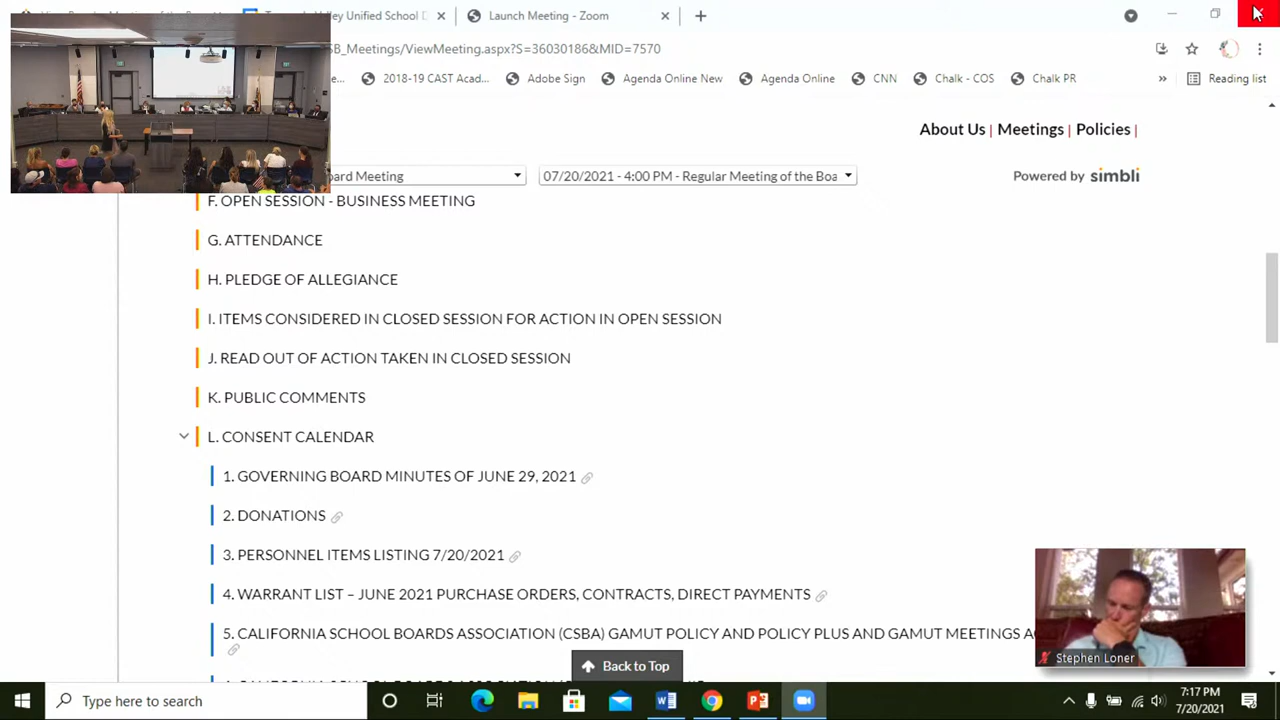 Valley Unified School D
Launch Meeting - Zoom
SB_Meetings/ViewMeeting.aspx?S=36030186&MID=7570
2018-19 CAST Acad...
Adobe Sign
Agenda Online New
Agenda Online
CNN
Chalk - COS
Chalk PR
»
Reading list
About Us | Meetings | Policies |
ard Meeting
07/20/2021 - 4:00 PM - Regular Meeting of the Boa
Powered by simbli
F. OPEN SESSION - BUSINESS MEETING
G. ATTENDANCE
H. PLEDGE OF ALLEGIANCE
I. ITEMS CONSIDERED IN CLOSED SESSION FOR ACTION IN OPEN SESSION
J. READ OUT OF ACTION TAKEN IN CLOSED SESSION
K. PUBLIC COMMENTS
L. CONSENT CALENDAR
1. GOVERNING BOARD MINUTES OF JUNE 29, 2021
2. DONATIONS
3. PERSONNEL ITEMS LISTING 7/20/2021
4. WARRANT LIST – JUNE 2021 PURCHASE ORDERS, CONTRACTS, DIRECT PAYMENTS
5. CALIFORNIA SCHOOL BOARDS ASSOCIATION (CSBA) GAMUT POLICY AND POLICY PLUS AND GAMUT MEETINGS
Stephen Loner
Back to Top
Type here to search
7:17 PM
7/20/2021